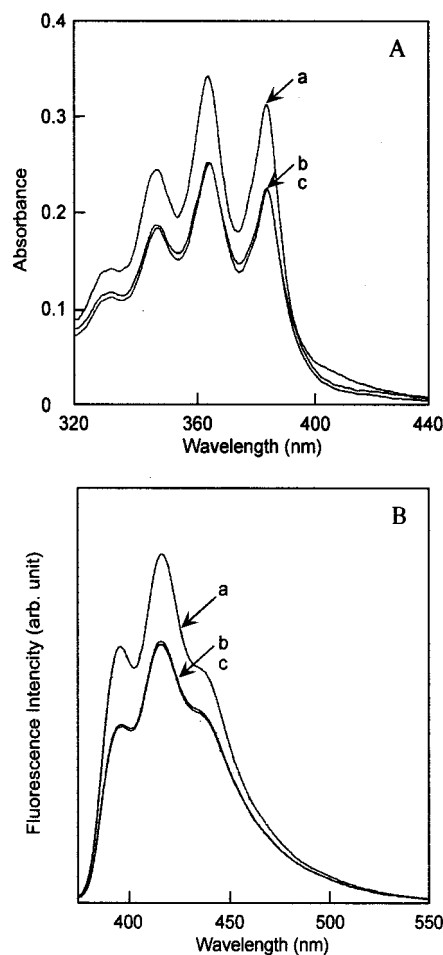 A
0.4
0.3
0.2
0.1
0
Absorbance
a
b
c
320
360
400
440
Wavelength (nm)
B
Fluorescence Intencity (arb. unit)
a
b
c
400
450
500
550
Wavelength (nm)